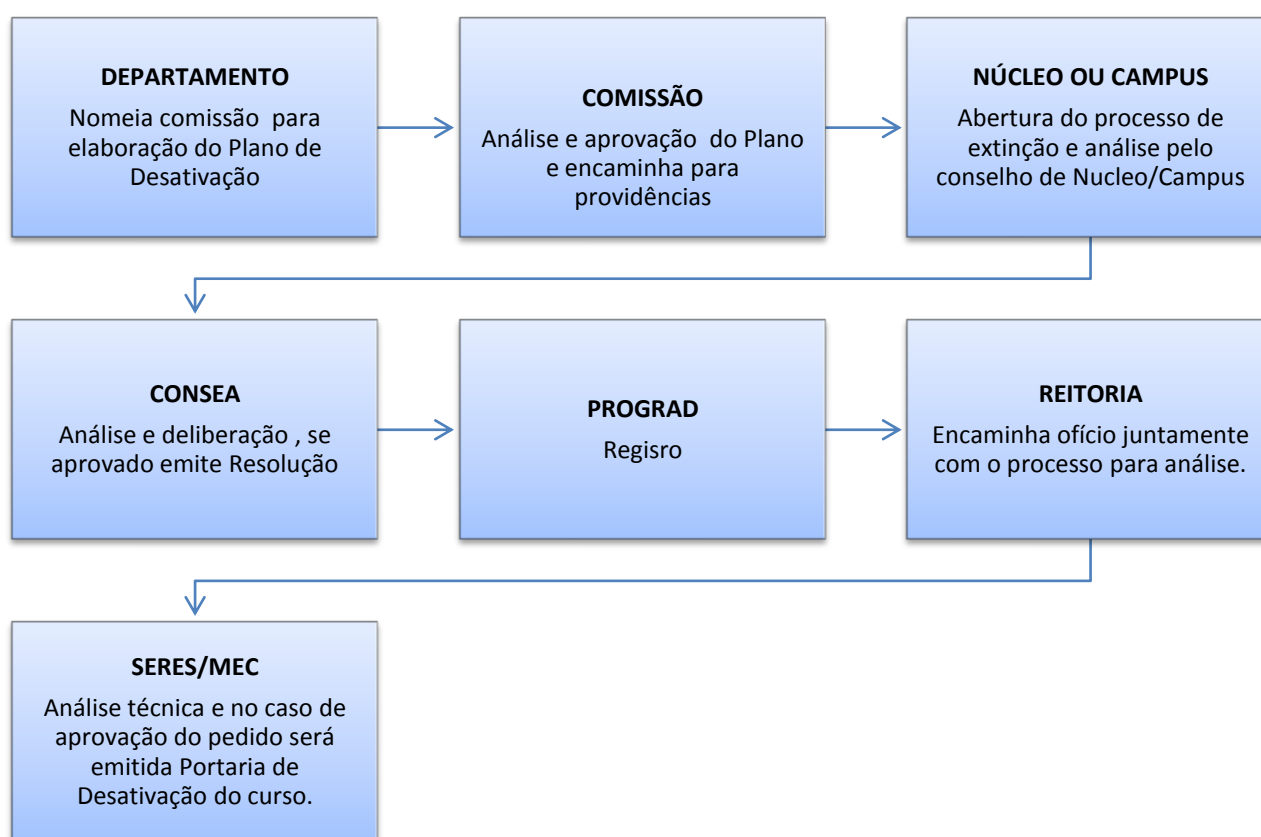 DEPARTAMENTO
Nomeia comissão para
elaboração do Plano de
Desativação
COMISSÃO
Análise e aprovação do Plano
e encaminha para
providências
NÚCLEO OU CAMPUS
Abertura do processo de
extinção e análise pelo
conselho de Nucleo/Campus
CONSEA
Análise e deliberação , se
aprovado emite Resolução
PROGRAD
Regisro
REITORIA
Encaminha ofício juntamente
com o processo para análise.
SERES/MEC
Análise técnica e no caso de
aprovação do pedido será
emitida Portaria de
Desativação do curso.